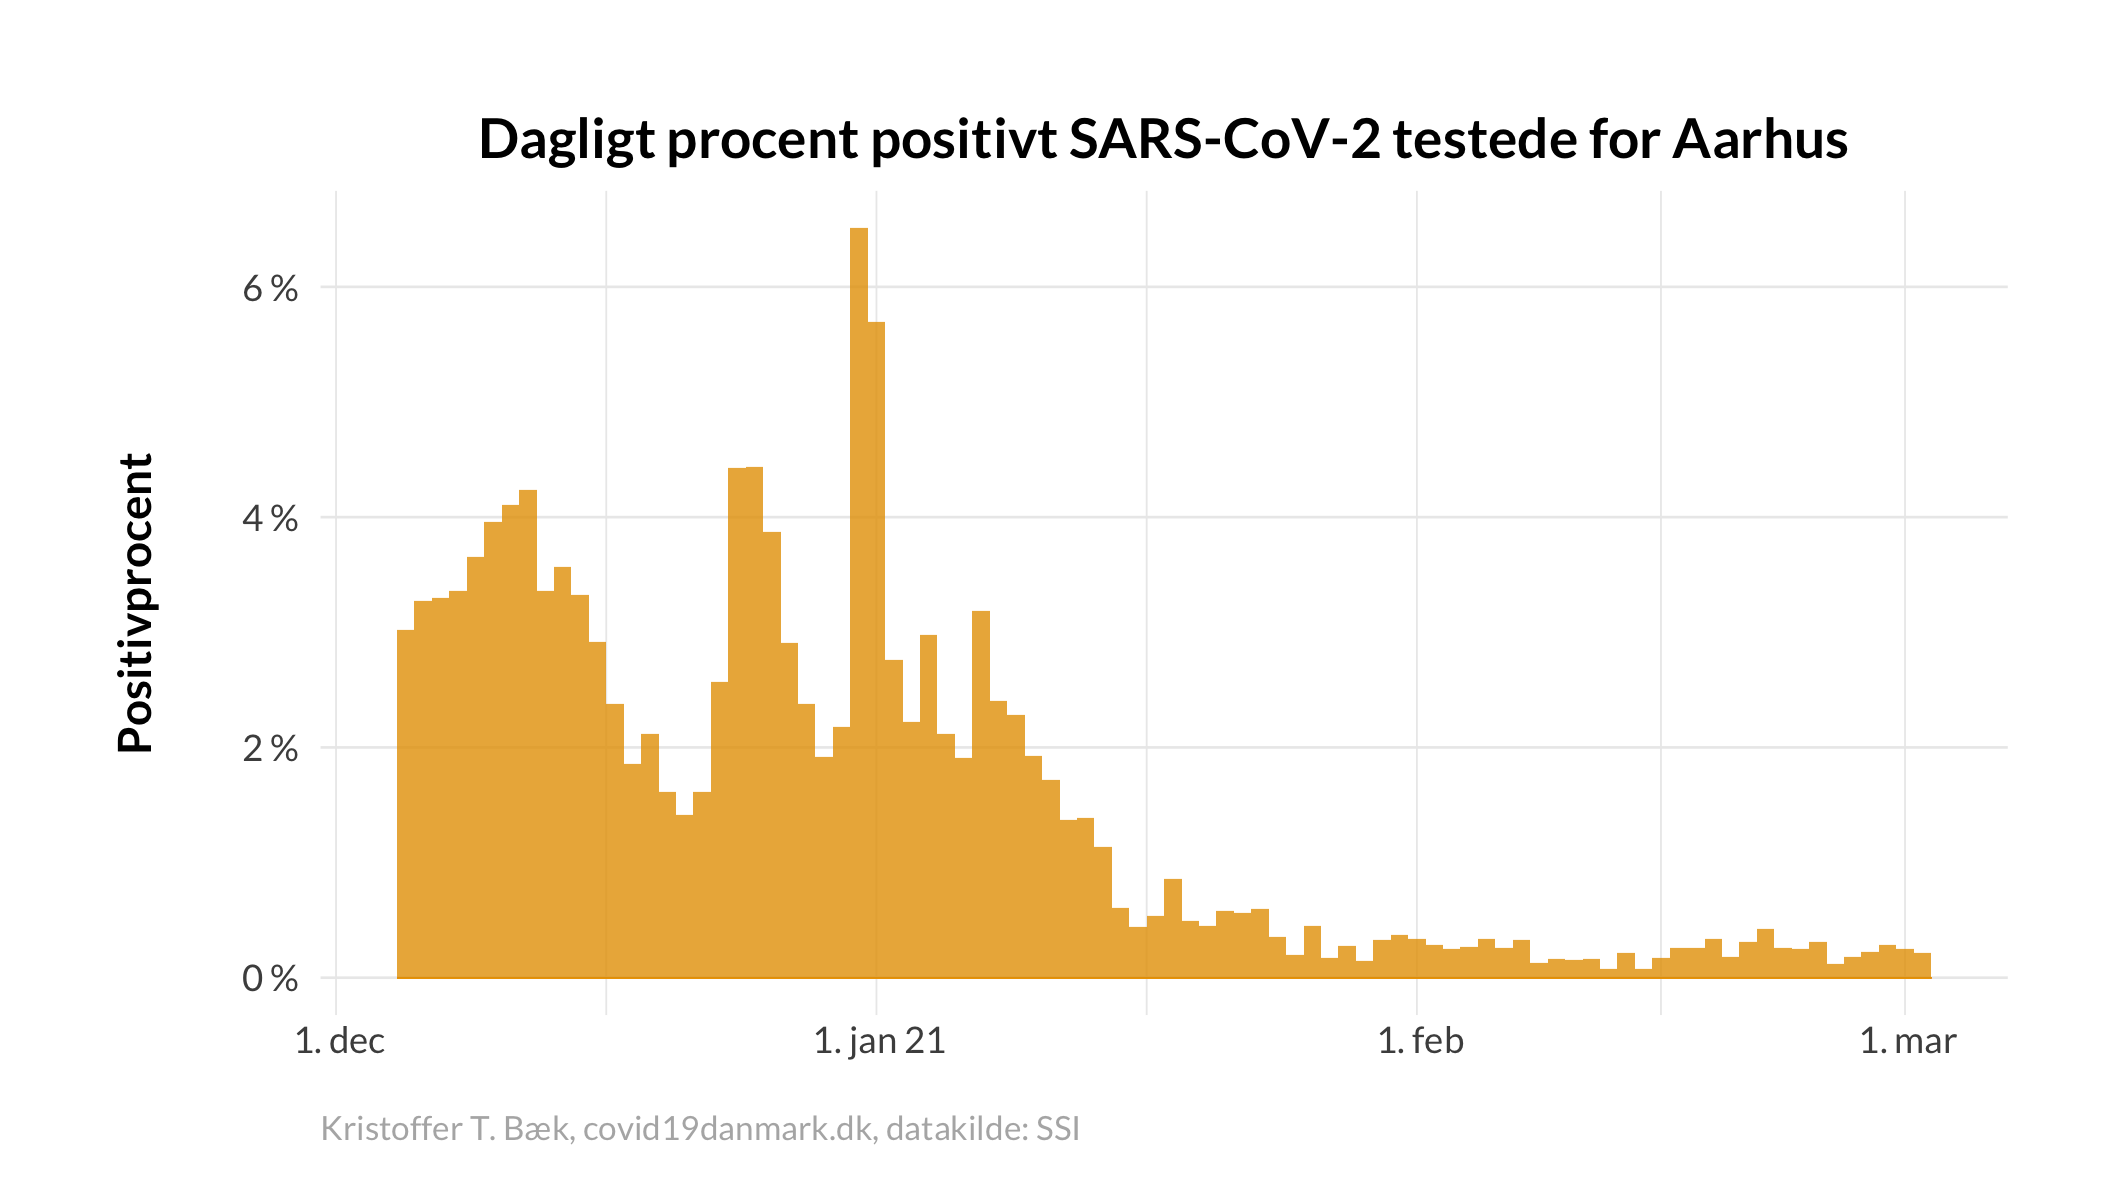 Dagligt procent positivt SARS-CoV-2 testede for Aarhus
Positivprocent
6 %
4 %
2 %
0 %
1. dec
1. jan 21
1. feb
1. mar
Kristoffer T. Bæk, covid19danmark.dk, datakilde: SSI